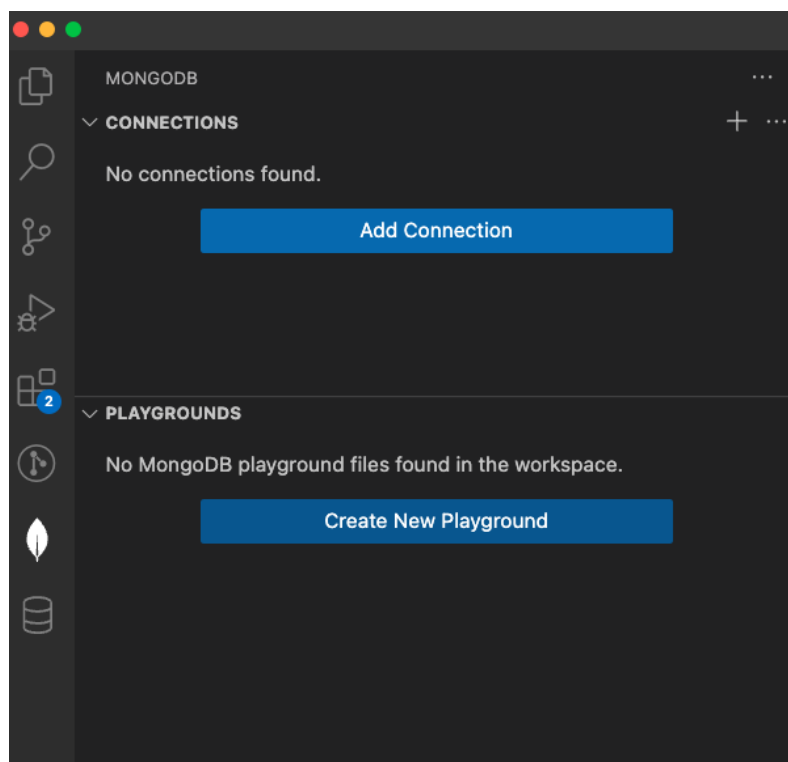 MONGODB
CONNECTIONS
No connections found.
Add Connection
2
PLAYGROUNDS
No MongoDB playground files found in the workspace.
Create New Playground